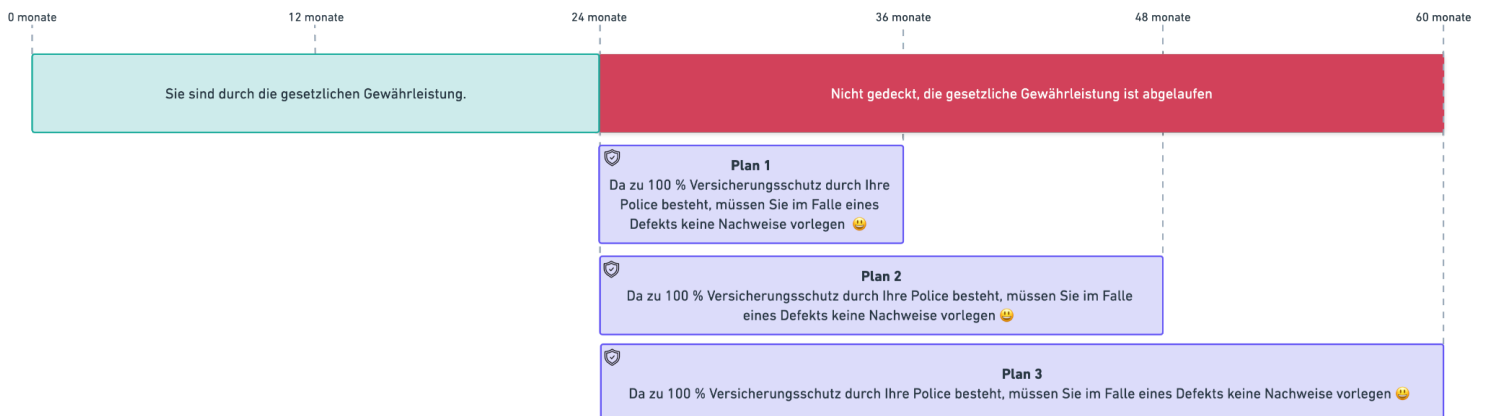 0 monate 12 monate 24 monate 36 monate 48 monate 60 monate
Sie sind durch die gesetzlichen Gewährleistung.
Nicht gedeckt, die gesetzliche Gewährleistung ist abgelaufen
Plan 1
Da zu 100 % Versicherungsschutz durch Ihre
Police besteht, müssen Sie im Falle eines
Defekts keine Nachweise vorlegen 😃
Plan 2
Da zu 100 % Versicherungsschutz durch Ihre Police besteht, müssen Sie im Falle
eines Defekts keine Nachweise vorlegen 😃
Plan 3
Da zu 100 % Versicherungsschutz durch Ihre Police besteht, müssen Sie im Falle eines Defekts keine Nachweise vorlegen 😃